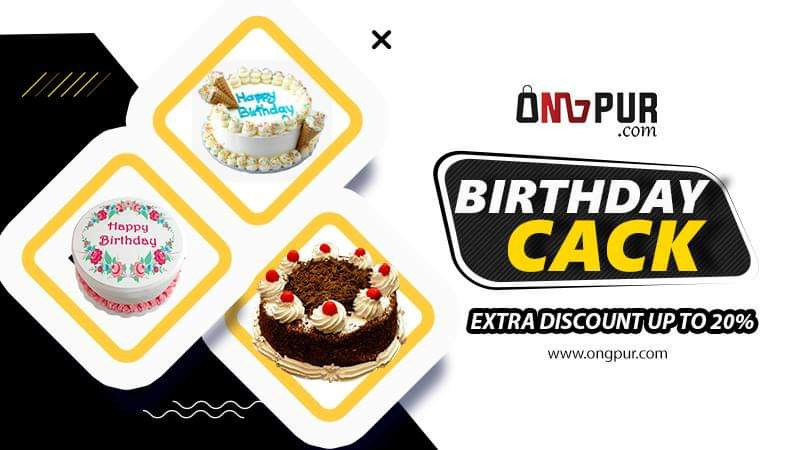 Happy
Birthday
Happy
Birthday
ONGPUR
.com
BIRTHDAY
CACK
EXTRA DISCOUNT UP TO 20%
www.ongpur.com